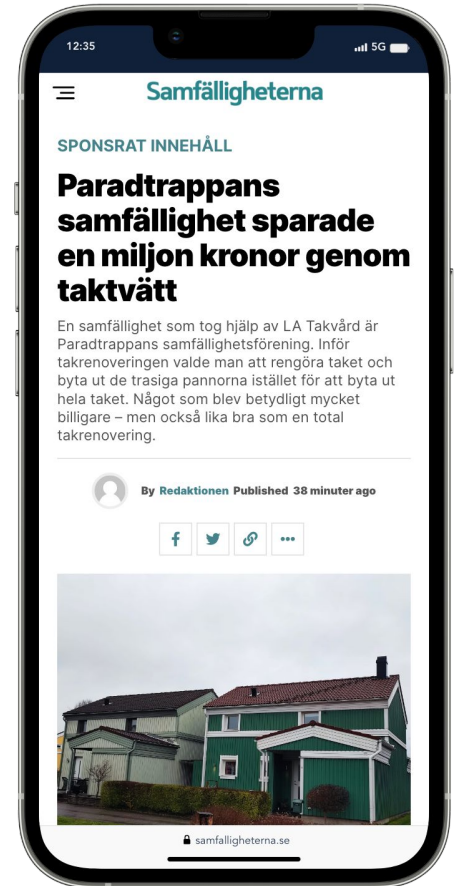 12:35
5G
Samfälligheterna
SPONSRAT INNEHÅLL
Paradtrappans
samfällighet sparade
en miljon kronor genom
taktvätt
En samfällighet som tog hjälp av LA Takvård är
Paradtrappans samfällighetsförening. Inför
takrenoveringen valde man att rengöra taket och
byta ut de trasiga pannorna istället för att byta ut
hela taket. Något som blev betydligt mycket
billigare – men också lika bra som en total
takrenovering.
By Redaktionen Published 38 minuter ago
samfalligheterna.se